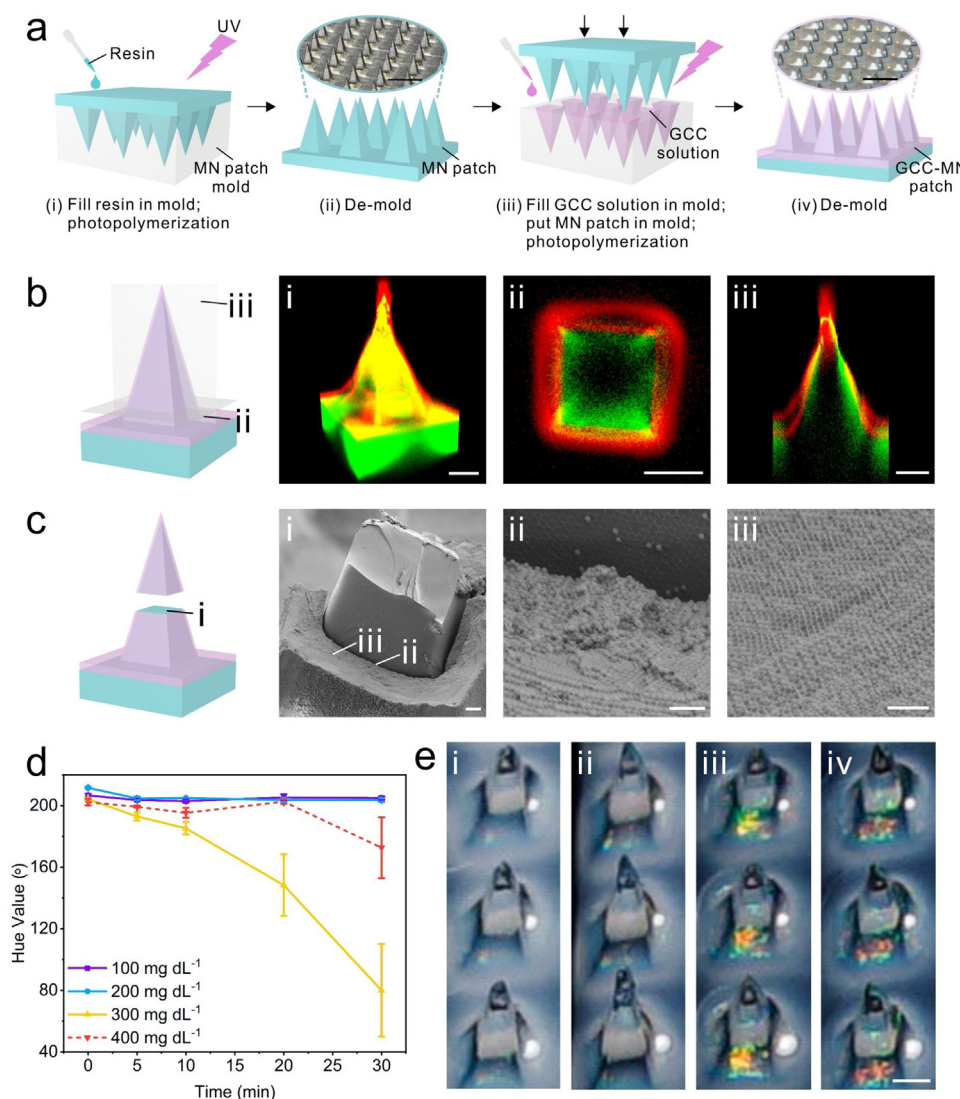 a
Resin
UV
MN patch
mold
MN patch
GCC
solution
GCC-MN
patch
(i) Fill resin in mold;
photopolymerization
(ii) De-mold
(iii) Fill GCC solution in mold;
put MN patch in mold;
photopolymerization
(iv) De-mold
b
iii
ii
i
ii
iii
c
i
i
iii
ii
ii
iii
d
Hue Value (º)
200
160
120
80
40
100 mg dL⁻¹
200 mg dL⁻¹
300 mg dL⁻¹
400 mg dL⁻¹
0 5 10 15 20 25 30
Time (min)
e
i
ii
iii
iv